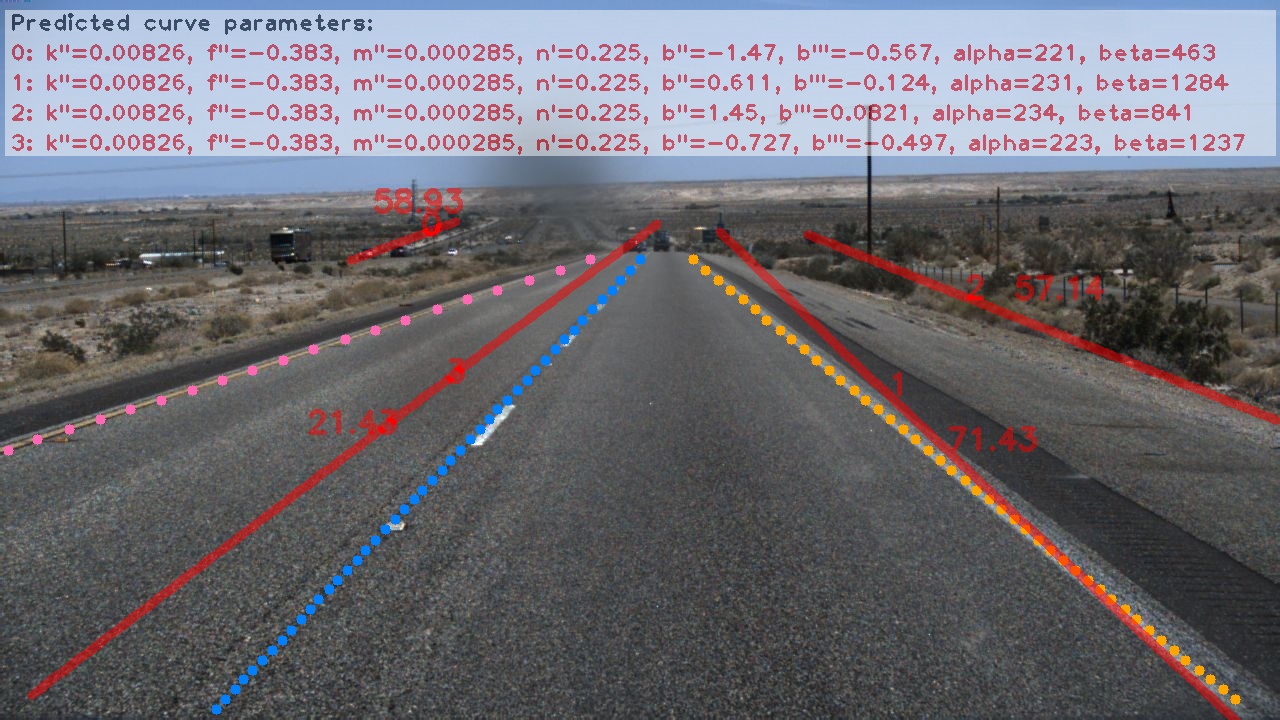 Predicted curve parameters:
0: k''=0.00826, f''=−0.383, m''=0.000285, n'=0.225, b''=−1.47, b'''=−0.567, alpha=221, beta=463
1: k''=0.00826, f''=−0.383, m''=0.000285, n'=0.225, b''=0.611, b'''=−0.124, alpha=231, beta=1284
2: k''=0.00826, f''=−0.383, m''=0.000285, n'=0.225, b''=1.45, b'''=0.0821, alpha=234, beta=841
3: k''=0.00826, f''=−0.383, m''=0.000285, n'=0.225, b''=−0.727, b'''=−0.497, alpha=223, beta=1237
58.93
2 57.14
3
1
21.43
71.43